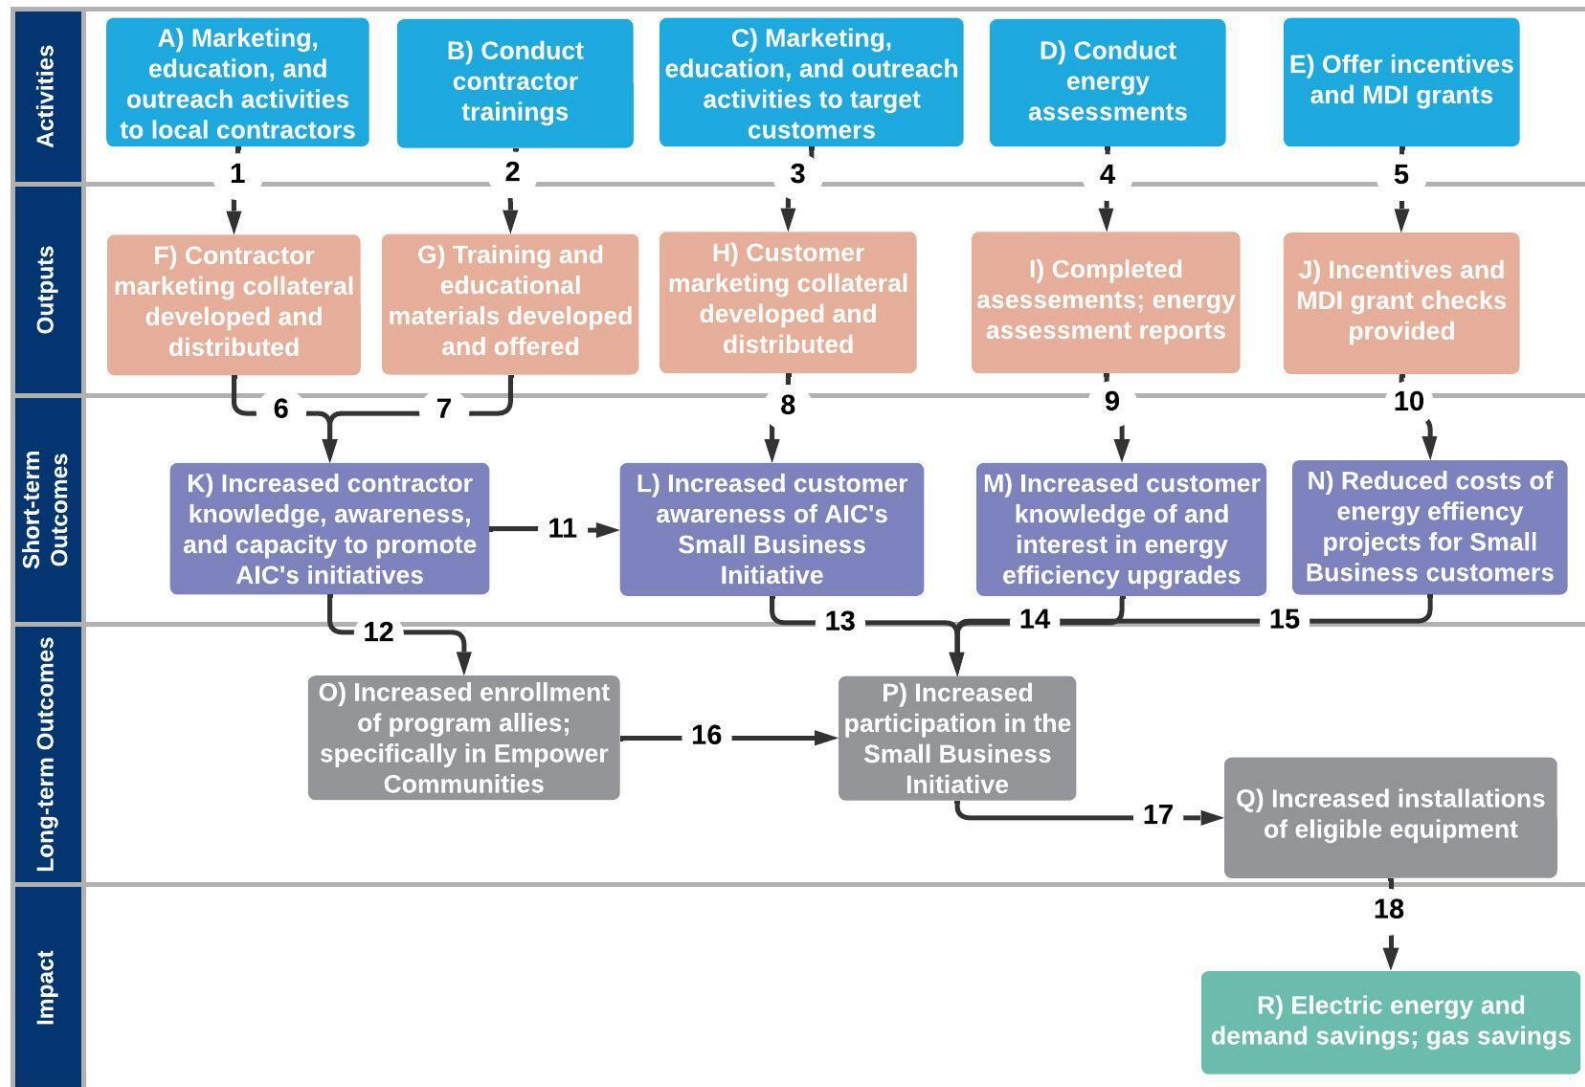 Activities
A) Marketing,
education, and
outreach activities
to local contractors
B) Conduct
contractor
trainings
C) Marketing,
education, and outreach
activities to target
customers
D) Conduct
energy
assessments
E) Offer incentives
and MDI grants
1
2
3
4
5
Outputs
F) Contractor
marketing collateral
developed and
distributed
G) Training and
educational
materials developed
and offered
H) Customer
marketing collateral
developed and
distributed
I) Completed
asessements; energy
assessment reports
J) Incentives and
MDI grant checks
provided
6
7
8
9
10
Short-term
Outcomes
K) Increased contractor
knowledge, awareness,
and capacity to promote
AIC's initiatives
11
L) Increased customer
awareness of AIC's
Small Business
Initiative
M) Increased customer
knowledge of and
interest in energy
efficiency upgrades
N) Reduced costs of
energy effiency
projects for Small
Business customers
12
13
14
15
Long-term Outcomes
O) Increased enrollment
of program allies;
specifically in Empower
Communities
16
P) Increased
participation in the
Small Business
Initiative
17
Q) Increased installations
of eligible equipment
18
Impact
R) Electric energy and
demand savings; gas savings